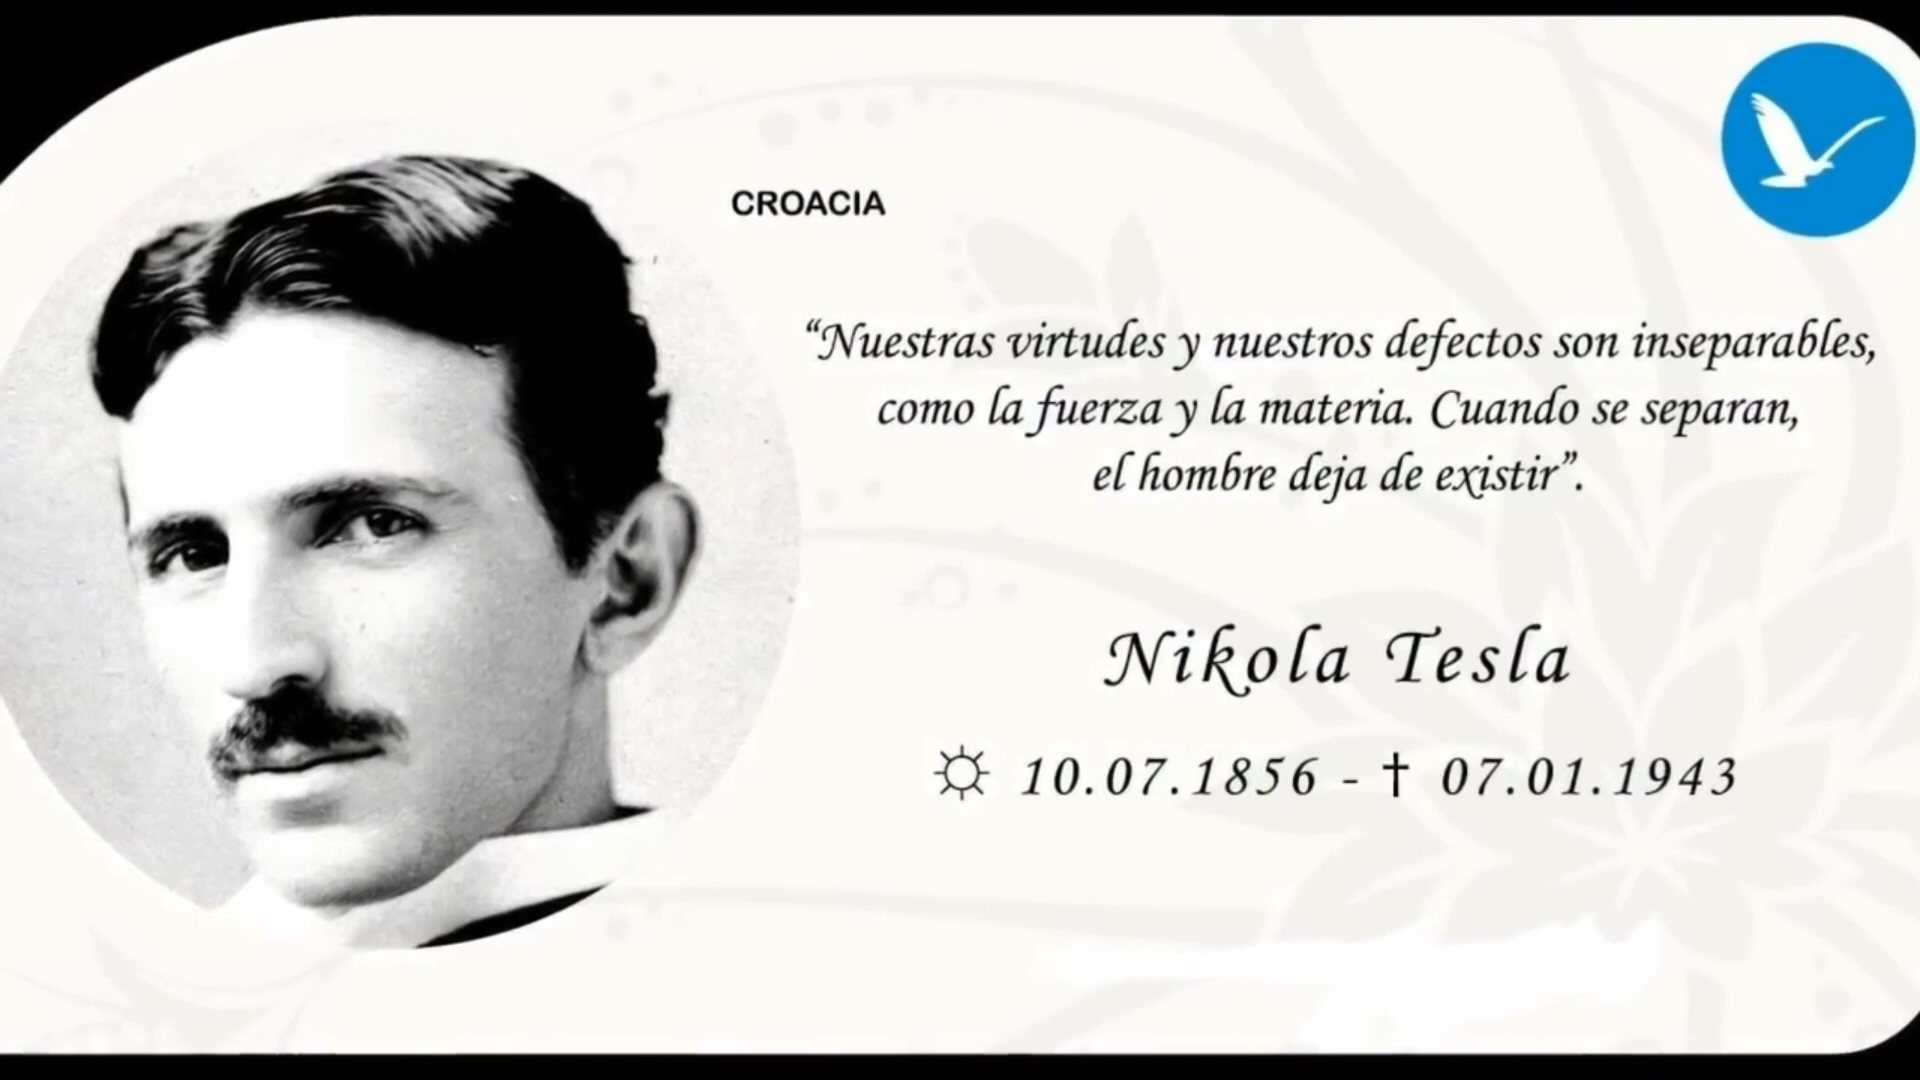 CROACIA
“Nuestras virtudes y nuestros defectos son inseparables,
como la fuerza y la materia. Cuando se separan,
el hombre deja de existir”.
Nikola Tesla
☼ 10.07.1856 - † 07.01.1943